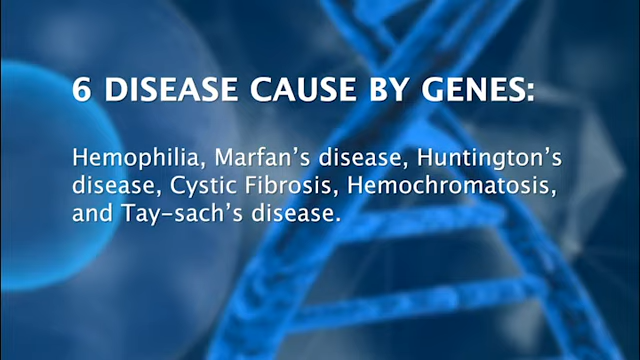 6 DISEASE CAUSE BY GENES:
Hemophilia, Marfan's disease, Huntington's
disease, Cystic Fibrosis, Hemochromatosis,
and Tay-sach's disease.